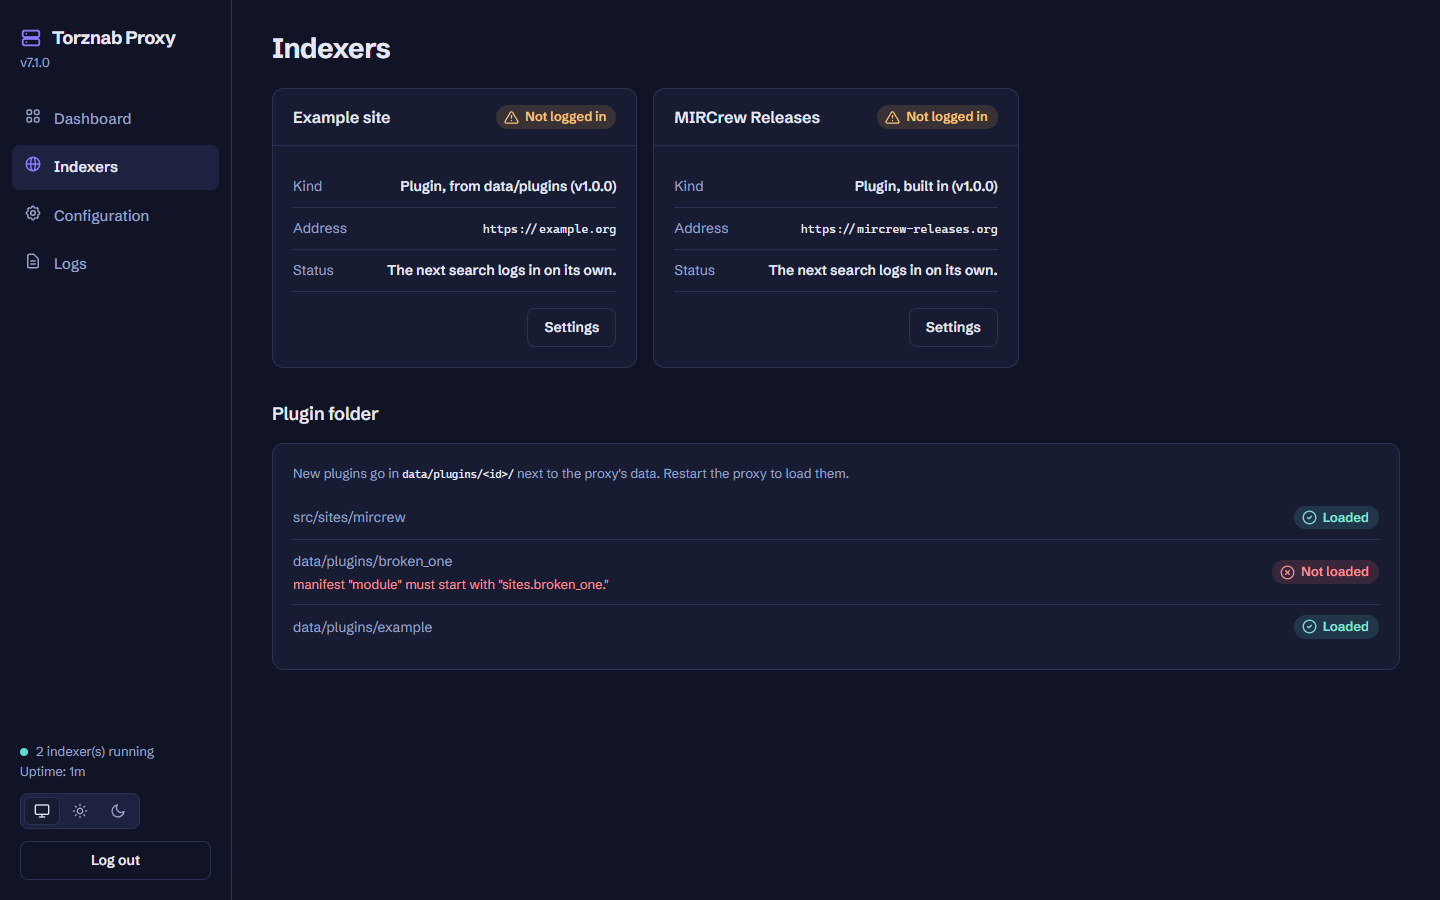 Torznab Proxy
v7.1.0
Dashboard
Indexers
Configuration
Logs
2 indexer(s) running
Uptime: 1m
Log out
Indexers
Example site
Not logged in
Kind
Plugin, from data/plugins (v1.0.0)
Address
https://example.org
Status
The next search logs in on its own.
Settings
MIRCrew Releases
Not logged in
Kind
Plugin, built in (v1.0.0)
Address
https://mircrew-releases.org
Status
The next search logs in on its own.
Settings
Plugin folder
New plugins go in data/plugins/<id>/ next to the proxy's data. Restart the proxy to load them.
src/sites/mircrew
Loaded
data/plugins/broken_one
manifest "module" must start with "sites.broken_one."
Not loaded
data/plugins/example
Loaded